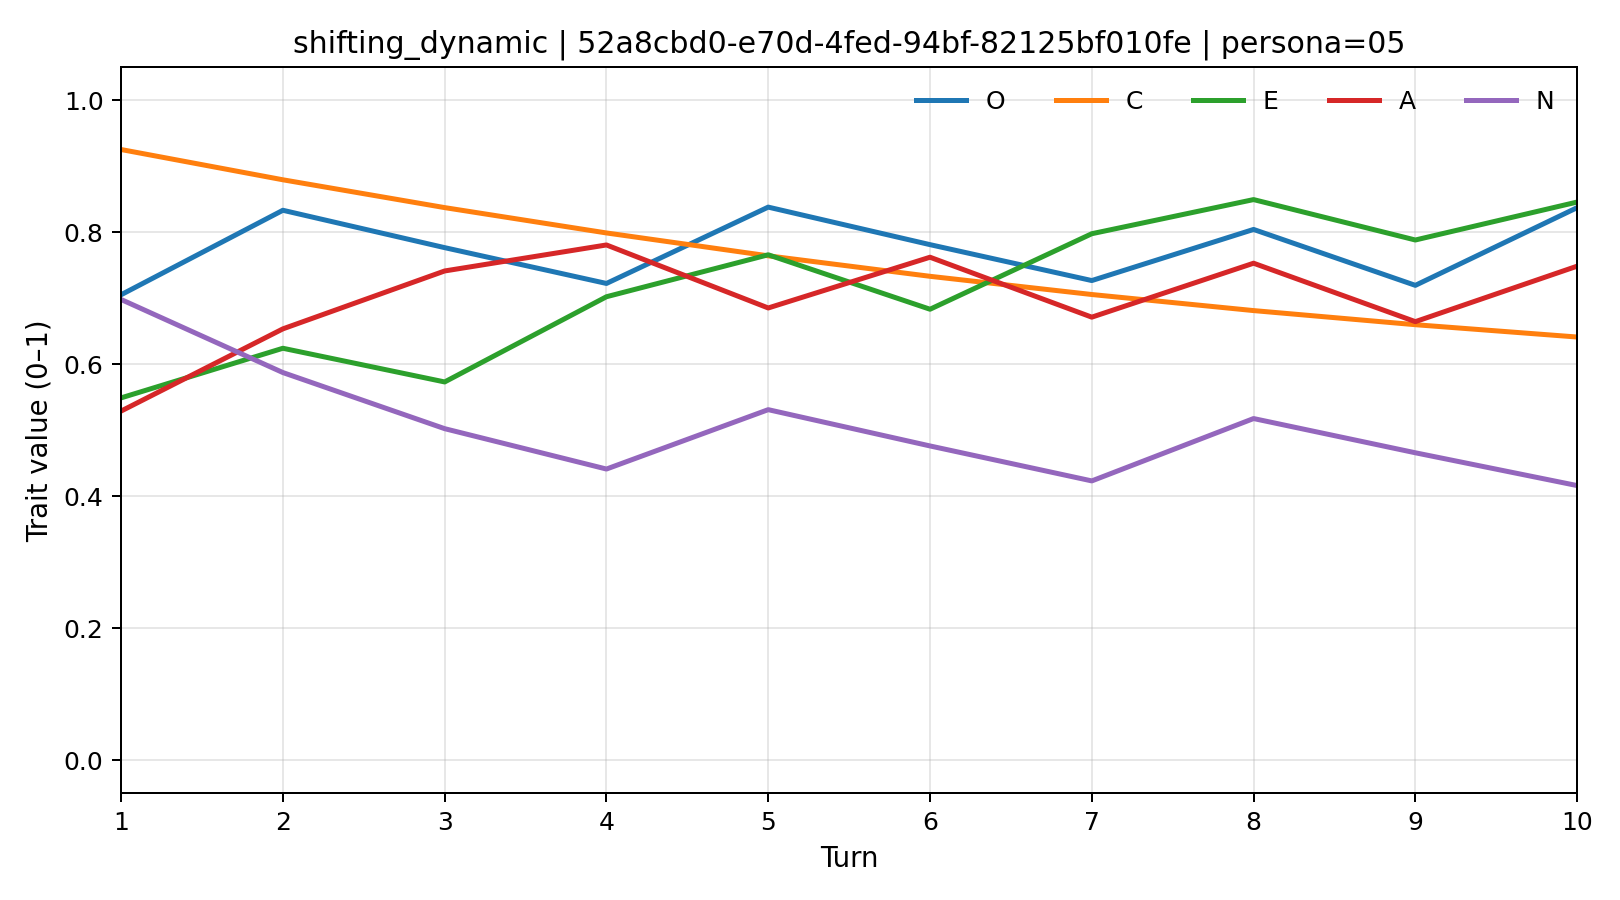 shifting_dynamic | 52a8cbd0-e70d-4fed-94bf-82125bf010fe | persona=05
O C E A N
Trait value (0–1)
1.0
0.8
0.6
0.4
0.2
0.0
1 2 3 4 5 6 7 8 9 10
Turn